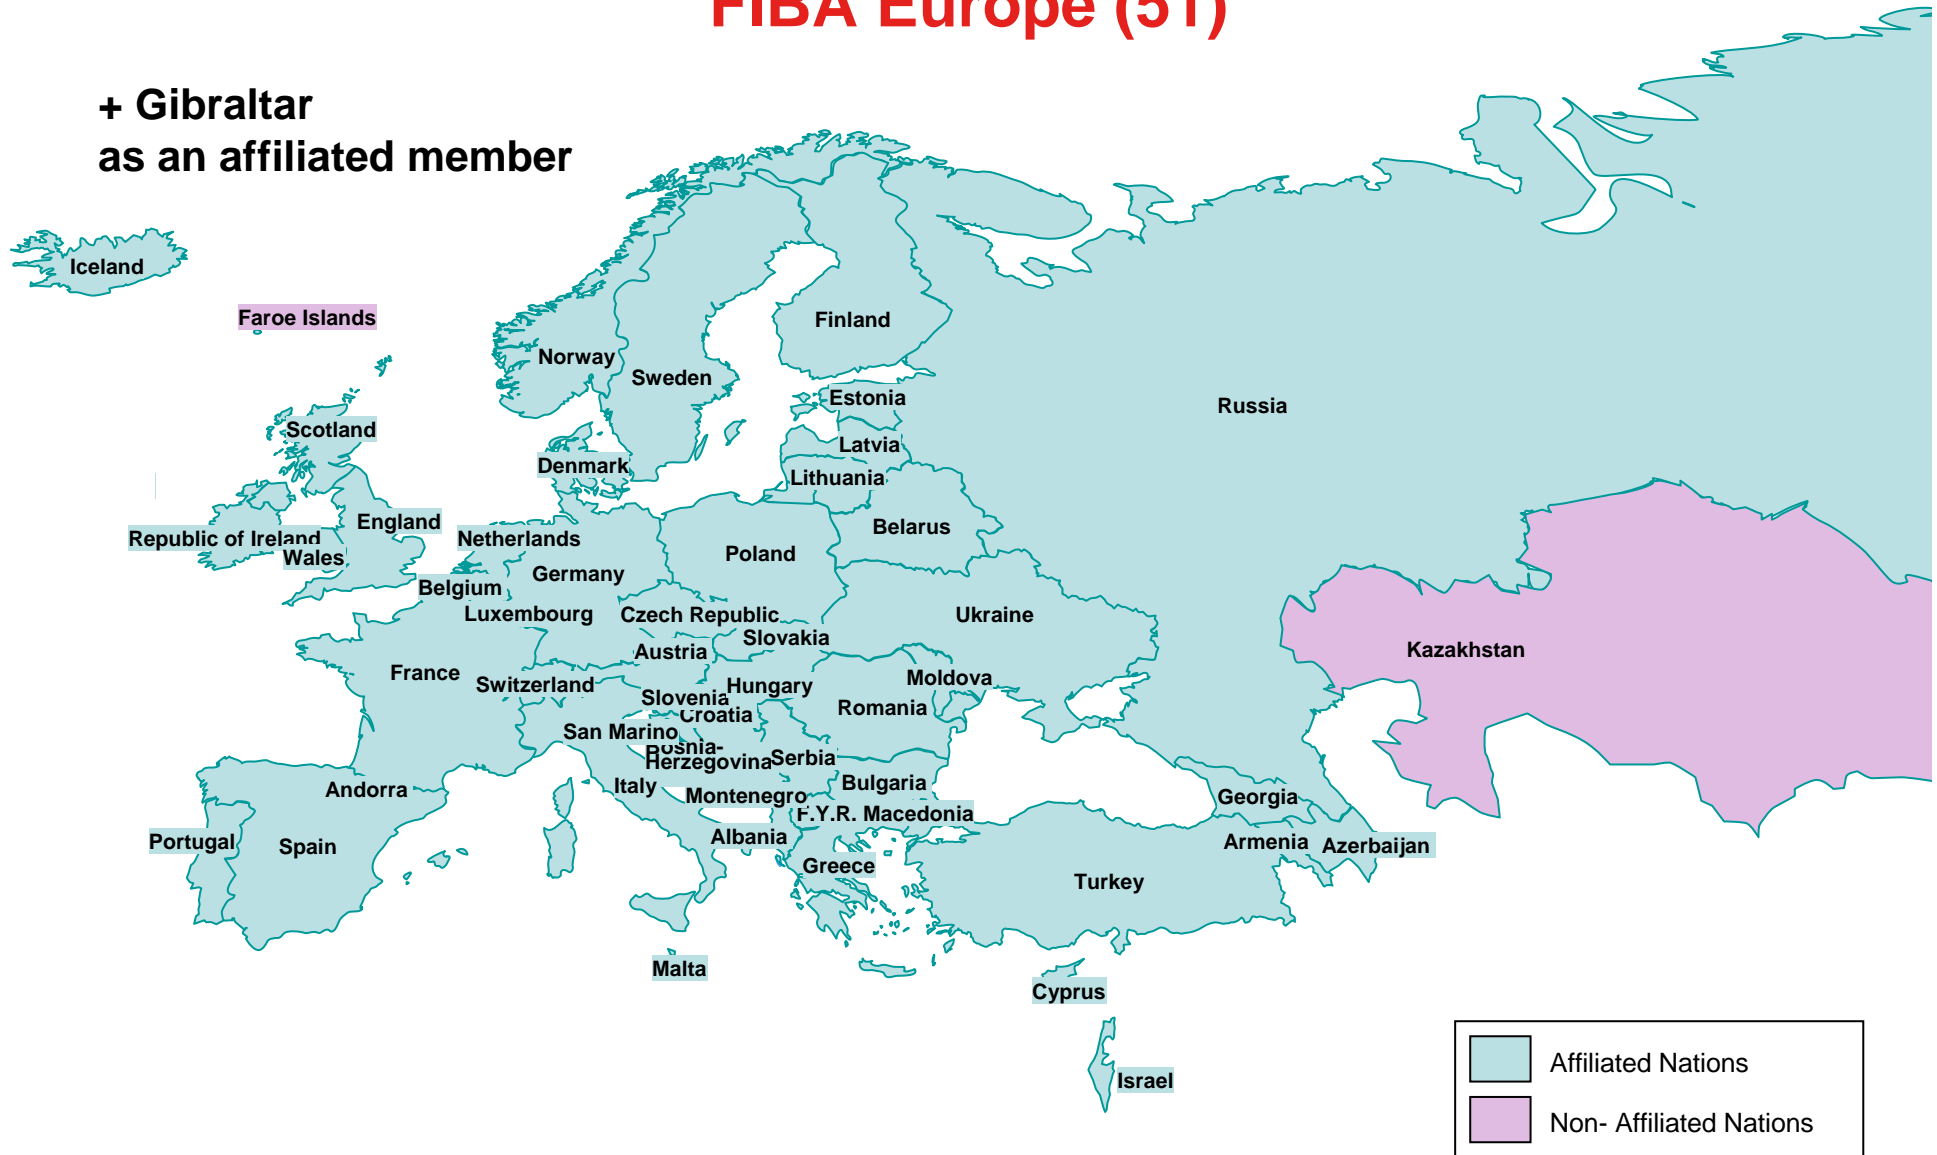 FIBA Europe (51)
+ Gibraltar
as an affiliated member
Iceland
Faroe Islands
Finland
Norway
Sweden
Estonia
Russia
Scotland
Latvia
Denmark
Lithuania
England
Belarus
Republic of Ireland
Netherlands
Wales
Poland
Germany
Belgium
Luxembourg
Czech Republic
Ukraine
Slovakia
Austria
Kazakhstan
France
Switzerland
Hungary
Moldova
Slovenia
Romania
Croatia
San Marino
Bosnia-
Herzegovina
Serbia
Italy
Bulgaria
Andorra
Montenegro
Georgia
F.Y.R. Macedonia
Albania
Portugal
Spain
Armenia
Azerbaijan
Greece
Turkey
Malta
Cyprus
Israel
Affiliated Nations
Non- Affiliated Nations